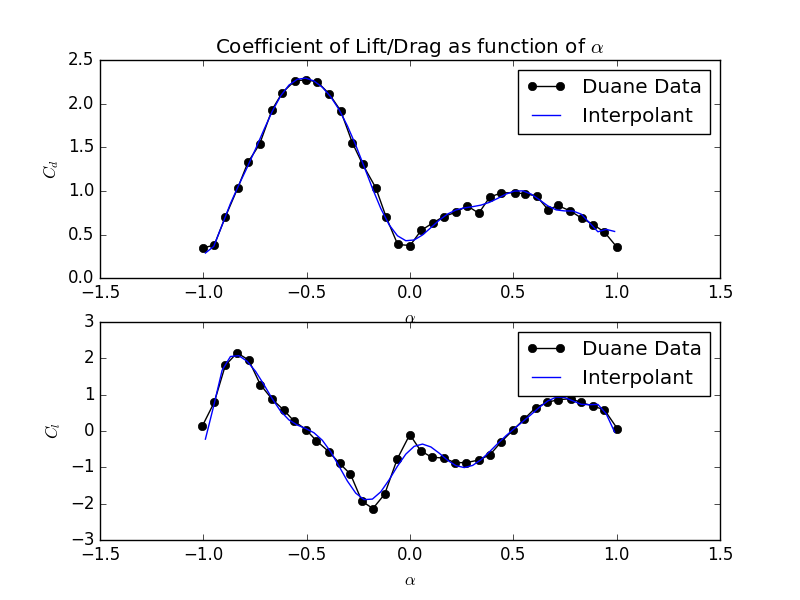 Coefficient of Lift/Drag as function of α
2.5
2.0
1.5
1.0
0.5
0.0
C_d
Duane Data
Interpolant
−1.5 −1.0 −0.5 0.0 0.5 1.0 1.5
α
3
2
1
0
−1
−2
−3
C_l
Duane Data
Interpolant
−1.5 −1.0 −0.5 0.0 0.5 1.0 1.5
α